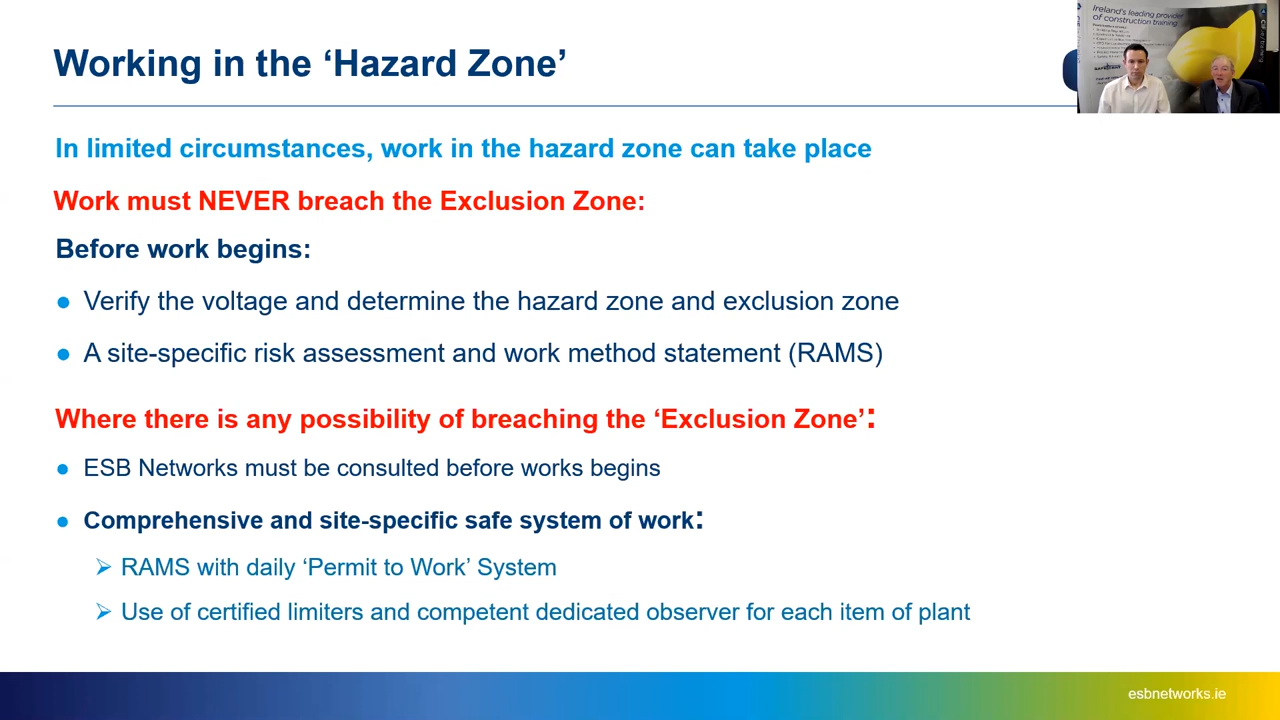 Working in the ‘Hazard Zone’
Ireland's leading provider
of construction training
In limited circumstances, work in the hazard zone can take place
Work must NEVER breach the Exclusion Zone:
Before work begins:
● Verify the voltage and determine the hazard zone and exclusion zone
● A site-specific risk assessment and work method statement (RAMS)
Where there is any possibility of breaching the ‘Exclusion Zone’:
● ESB Networks must be consulted before works begins
● Comprehensive and site-specific safe system of work:
➢ RAMS with daily ‘Permit to Work’ System
➢ Use of certified limiters and competent dedicated observer for each item of plant
esbnetworks.ie